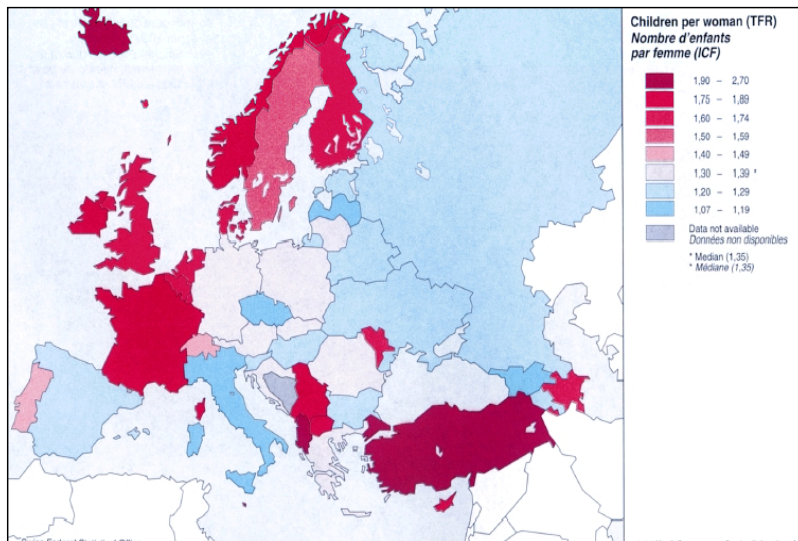 Children per woman (TFR)
Nombre d'enfants
par femme (ICF)
1,90 – 2,70
1,75 – 1,89
1,60 – 1,74
1,50 – 1,59
1,40 – 1,49
1,30 – 1,39 *
1,20 – 1,29
1,07 – 1,19
Data not available
Données non disponibles
* Median (1,35)
* Médiane (1,35)